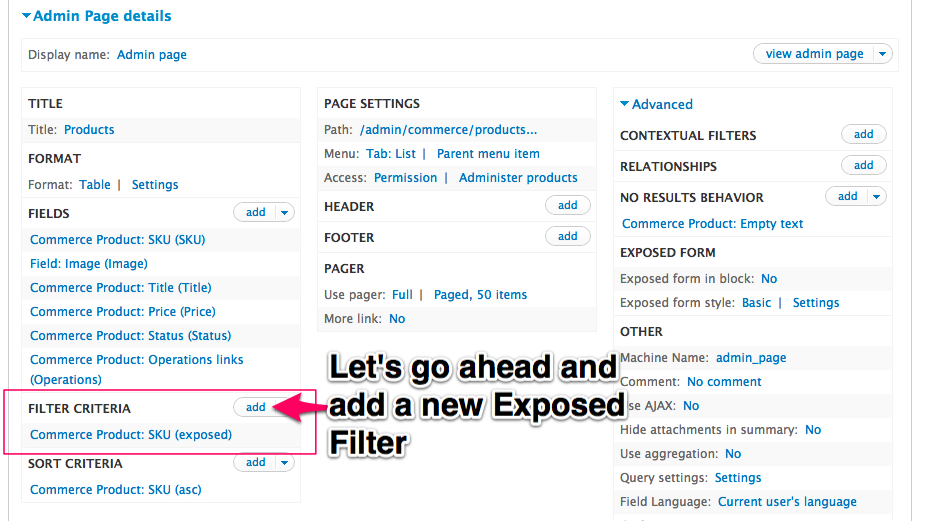 Admin Page details
Display name: Admin page
view admin page
TITLE
Title: Products
FORMAT
Format: Table | Settings
FIELDS
add
Commerce Product: SKU (SKU)
Field: Image (Image)
Commerce Product: Title (Title)
Commerce Product: Price (Price)
Commerce Product: Status (Status)
Commerce Product: Operations links
(Operations)
FILTER CRITERIA
add
Commerce Product: SKU (exposed)
SORT CRITERIA
add
Commerce Product: SKU (asc)
PAGE SETTINGS
Path: /admin/commerce/products...
Menu: Tab: List | Parent menu item
Access: Permission | Administer products
HEADER
add
FOOTER
add
PAGER
Use pager: Full | Paged, 50 items
More link: No
Let's go ahead and
add a new Exposed
Filter
Advanced
CONTEXTUAL FILTERS
add
RELATIONSHIPS
add
NO RESULTS BEHAVIOR
add
Commerce Product: Empty text
EXPOSED FORM
Exposed form in block: No
Exposed form style: Basic | Settings
OTHER
Machine Name: admin_page
Comment: No comment
Use AJAX: No
Hide attachments in summary: No
Use aggregation: No
Query settings: Settings
Field Language: Current user's language